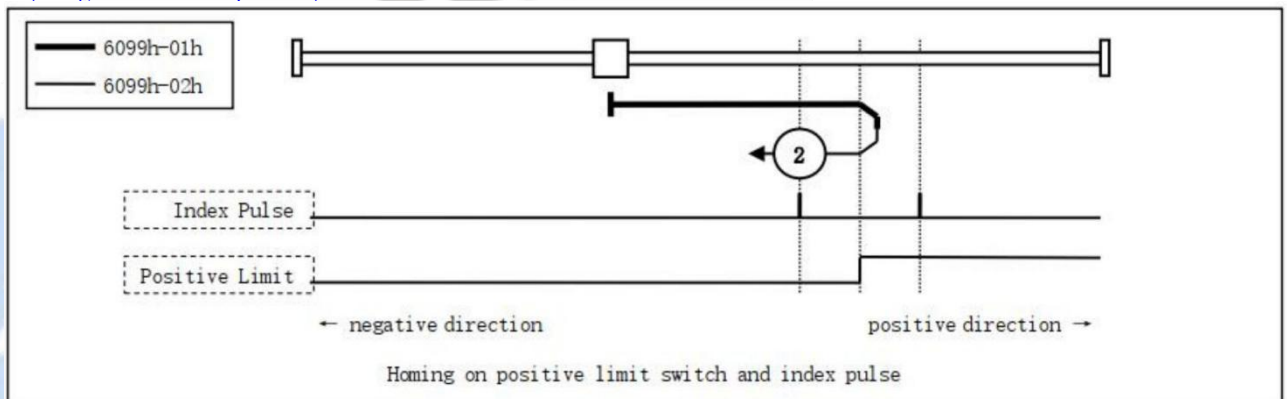 6099h-01h
6099h-02h
2
Index Pulse
Positive Limit
← negative direction
positive direction →
Homing on positive limit switch and index pulse